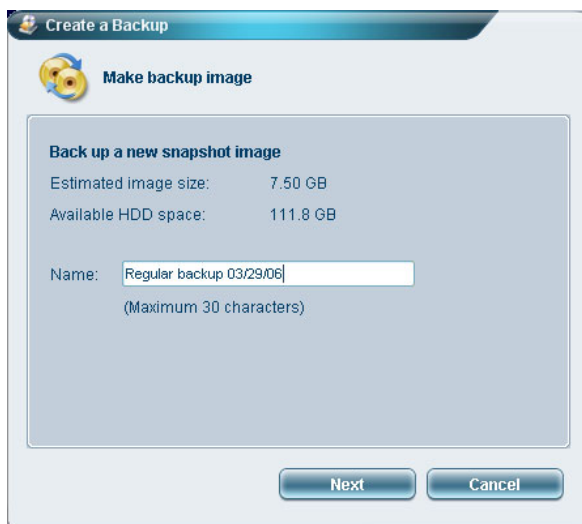 Create a Backup
Make backup image
Back up a new snapshot image
Estimated image size: 7.50 GB
Available HDD space: 111.8 GB
Name: Regular backup 03/29/06
(Maximum 30 characters)
Next Cancel